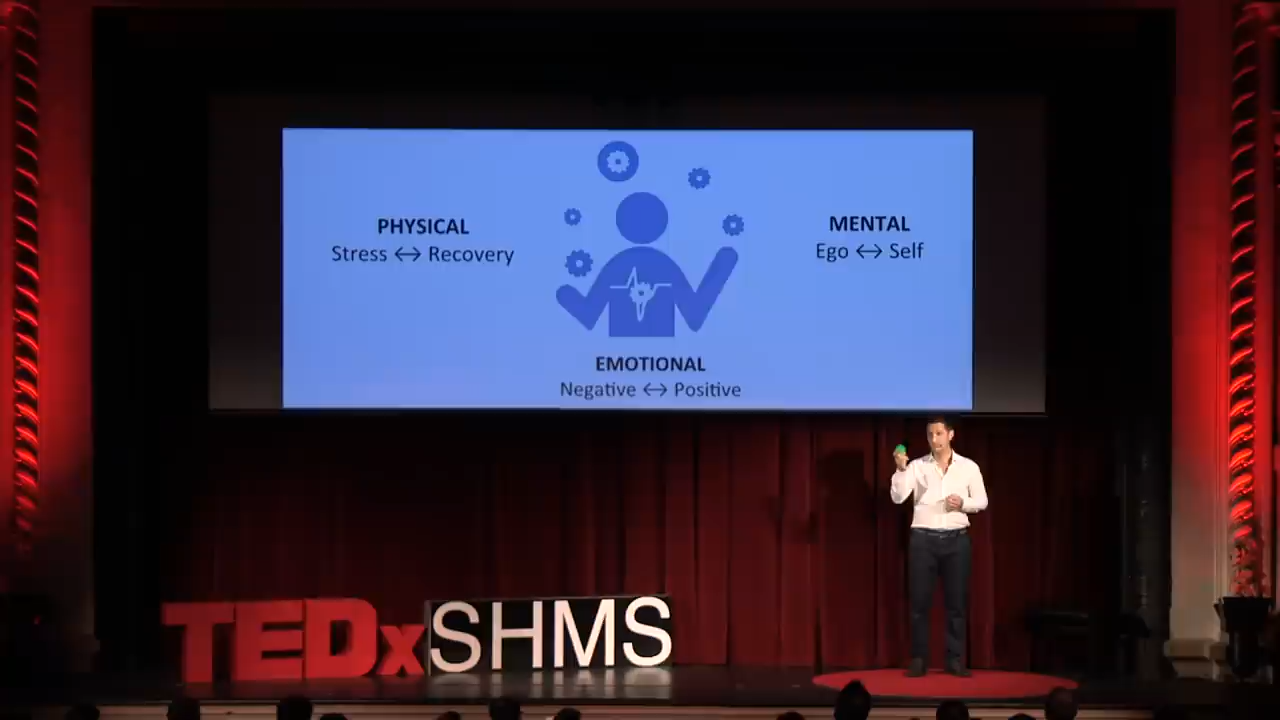 PHYSICAL
Stress ↔ Recovery
MENTAL
Ego ↔ Self
EMOTIONAL
Negative ↔ Positive
TEDxSHMS